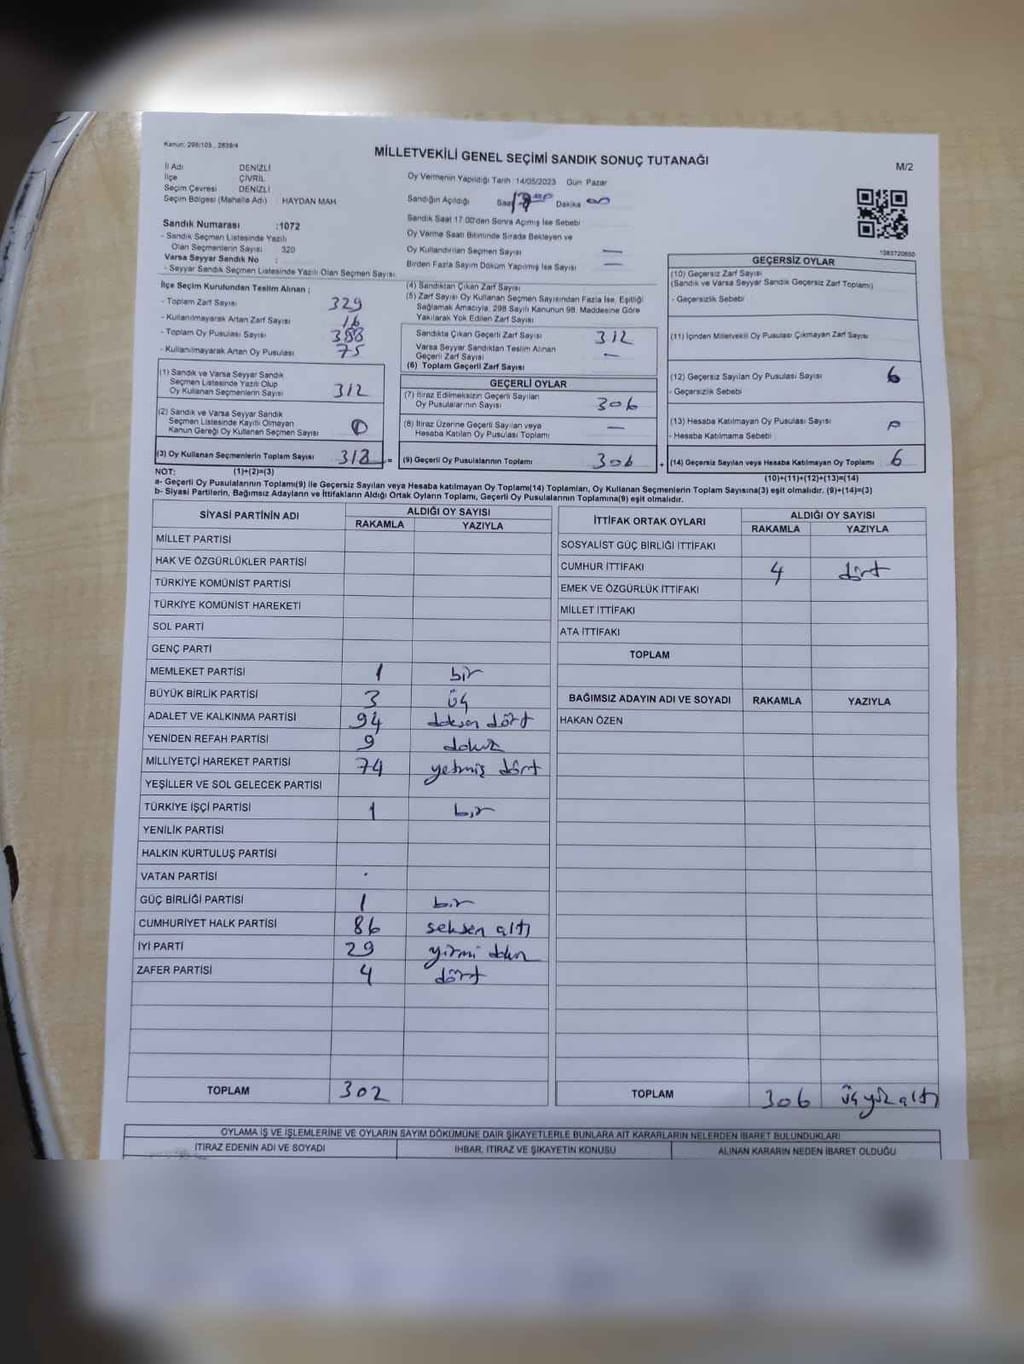 Kanun: 298/105., 2839/4
MİLLETVEKİLİ GENEL SEÇİMİ SANDIK SONUÇ TUTANAĞI
M/2
İl Adı DENİZLİ
İlçe ÇİVRİL
Seçim Çevresi DENİZLİ
Seçim Bölgesi (Mahalle Adı) HAYDAN MAH
Oy Vermenin Yapıldığı Tarih :14/05/2023 Gün Pazar
Sandığın Açıldığı Saat 17 00 Dakika 00
Sandık Saat 17.00'den Sonra Açılmış İse Sebebi
Oy Verme Saati Bitiminde Sırada Bekleyen ve
Oy Kullandırılan Seçmen Sayısı —
Birden Fazla Sayım Döküm Yapılmış İse Sayısı —
Sandık Numarası :1072
- Sandık Seçmen Listesinde Yazılı
Olan Seçmenlerin Sayısı 320
Varsa Seyyar Sandık No :
- Seyyar Sandık Seçmen Listesinde Yazılı Olan Seçmen Sayısı
1083720600
İlçe Seçim Kurulundan Teslim Alınan ;
- Toplam Zarf Sayısı 329
- Kullanılmayarak Artan Zarf Sayısı
- Toplam Oy Pusulası Sayısı 388
- Kullanılmayarak Artan Oy Pusulası 75
(1) Sandık ve Varsa Seyyar Sandık
Seçmen Listesinde Yazılı Olup
Oy Kullanan Seçmenlerin Sayısı 312
(2) Sandık ve Varsa Seyyar Sandık
Seçmen Listesinde Kayıtlı Olmayan
Kanun Gereği Oy Kullanan Seçmen Sayısı 0
(3) Oy Kullanan Seçmenlerin Toplam Sayısı 312 =
(4) Sandıktan Çıkan Zarf Sayısı
(5) Zarf Sayısı Oy Kullanan Seçmen Sayısından Fazla İse, Eşitliği
Sağlamak Amacıyla, 298 Sayılı Kanunun 98. Maddesine Göre
Yakılarak Yok Edilen Zarf Sayısı
Sandıkta Çıkan Geçerli Zarf Sayısı 312
Varsa Seyyar Sandıktan Teslim Alınan
Geçerli Zarf Sayısı —
(6) Toplam Geçerli Zarf Sayısı
GEÇERLİ OYLAR
(7) İtiraz Edilmeksizin Geçerli Sayılan
Oy Pusulalarının Sayısı 306
(8) İtiraz Üzerine Geçerli Sayılan veya
Hesaba Katılan Oy Pusulası Toplamı —
(9) Geçerli Oy Pusulalarının Toplamı 306 +
GEÇERSİZ OYLAR
(10) Geçersiz Zarf Sayısı
(Sandık ve Varsa Seyyar Sandık Geçersiz Zarf Toplamı)
- Geçersizlik Sebebi
(11) İçinden Milletvekili Oy Pusulası Çıkmayan Zarf Sayısı
(12) Geçersiz Sayılan Oy Pusulası Sayısı 6
- Geçersizlik Sebebi
(13) Hesaba Katılmayan Oy Pusulası Sayısı
- Hesaba Katılmama Sebebi
(14) Geçersiz Sayılan veya Hesaba Katılmayan Oy Toplamı 6
NOT: (1)+(2)=(3) (10)+(11)+(12)+(13)=(14)
a- Geçerli Oy Pusulalarının Toplamı(9) ile Geçersiz Sayılan veya Hesaba katılmayan Oy Toplamı(14) Toplamları, Oy Kullanan Seçmenlerin Toplam Sayısına(3) eşit olmalıdır. (9)+(14)=(3)
b- Siyasi Partilerin, Bağımsız Adayların ve İttifakların Aldığı Ortak Oyların Toplamı, Geçerli Oy Pusulalarının Toplamına(9) eşit olmalıdır.
SİYASİ PARTİNİN ADI ALDIĞI OY SAYISI
RAKAMLA YAZIYLA
MİLLET PARTİSİ
HAK VE ÖZGÜRLÜKLER PARTİSİ
TÜRKİYE KOMÜNİST PARTİSİ
TÜRKİYE KOMÜNİST HAREKETİ
SOL PARTİ
GENÇ PARTİ
MEMLEKET PARTİSİ 1 bir
BÜYÜK BİRLİK PARTİSİ 3 üç
ADALET VE KALKINMA PARTİSİ 94 doksan dört
YENİDEN REFAH PARTİSİ 9 dokuz
MİLLİYETÇİ HAREKET PARTİSİ 74 yetmiş dört
YEŞİLLER VE SOL GELECEK PARTİSİ
TÜRKİYE İŞÇİ PARTİSİ 1 bir
YENİLİK PARTİSİ
HALKIN KURTULUŞ PARTİSİ
VATAN PARTİSİ
GÜÇ BİRLİĞİ PARTİSİ 1 bir
CUMHURİYET HALK PARTİSİ 86 seksen altı
İYİ PARTİ 29 yirmi dokuz
ZAFER PARTİSİ 4 dört
TOPLAM 302
İTTİFAK ORTAK OYLARI ALDIĞI OY SAYISI
RAKAMLA YAZIYLA
SOSYALİST GÜÇ BİRLİĞİ İTTİFAKI
CUMHUR İTTİFAKI 4 dört
EMEK VE ÖZGÜRLÜK İTTİFAKI
MİLLET İTTİFAKI
ATA İTTİFAKI
TOPLAM
BAĞIMSIZ ADAYIN ADI VE SOYADI RAKAMLA YAZIYLA
HAKAN ÖZEN
TOPLAM 306 üç yüz altı
OYLAMA İŞ VE İŞLEMLERİNE VE OYLARIN SAYIM DÖKÜMÜNE DAİR ŞİKAYETLERLE BUNLARA AİT KARARLARIN NELERDEN İBARET BULUNDUKLARI
İTİRAZ EDENİN ADI VE SOYADI İHBAR, İTİRAZ VE ŞİKAYETİN KONUSU ALINAN KARARIN NEDEN İBARET OLDUĞU